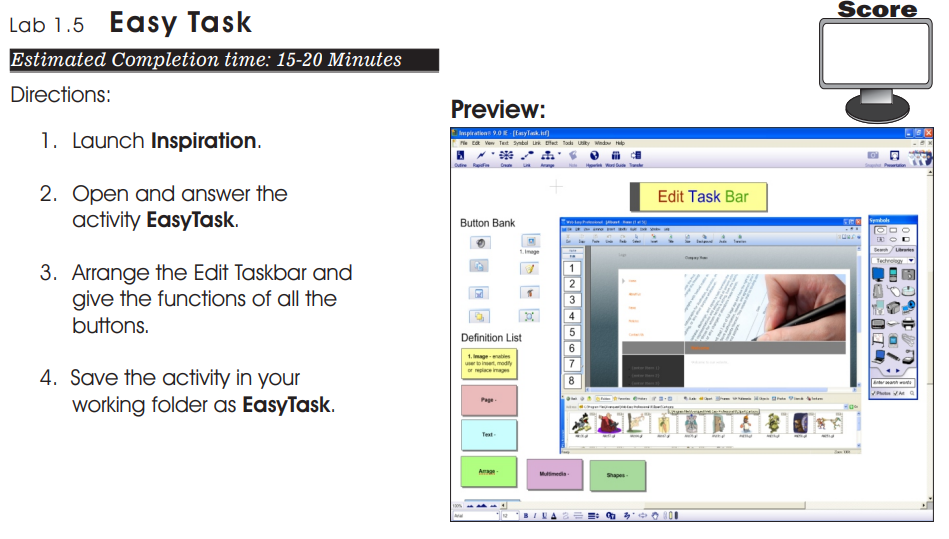 Lab 1.5 Easy Task
Score
Estimated Completion time: 15-20 Minutes
Directions:
1. Launch Inspiration.
2. Open and answer the
activity EasyTask.
3. Arrange the Edit Taskbar and
give the functions of all the
buttons.
4. Save the activity in your
working folder as EasyTask.
Preview:
Inspiration® 9.0 IE - [EasyTask.isf]
File Edit View Text Symbol Link Effect Tools Utility Window Help
Outline RapidFire Create Link Arrange Note Hyperlink Word Guide Transfer
Presentation
Edit Task Bar
Button Bank
1. Image
1
2
3
4
5
6
7
8
Definition List
1. Image - enables
user to insert, modify
or replace images
Page -
Text -
Arrage -
Multimedia -
Shapes -
Symbols
Search Libraries
Technology
Enter search words
Photos Art
100%
Arial
B I U A